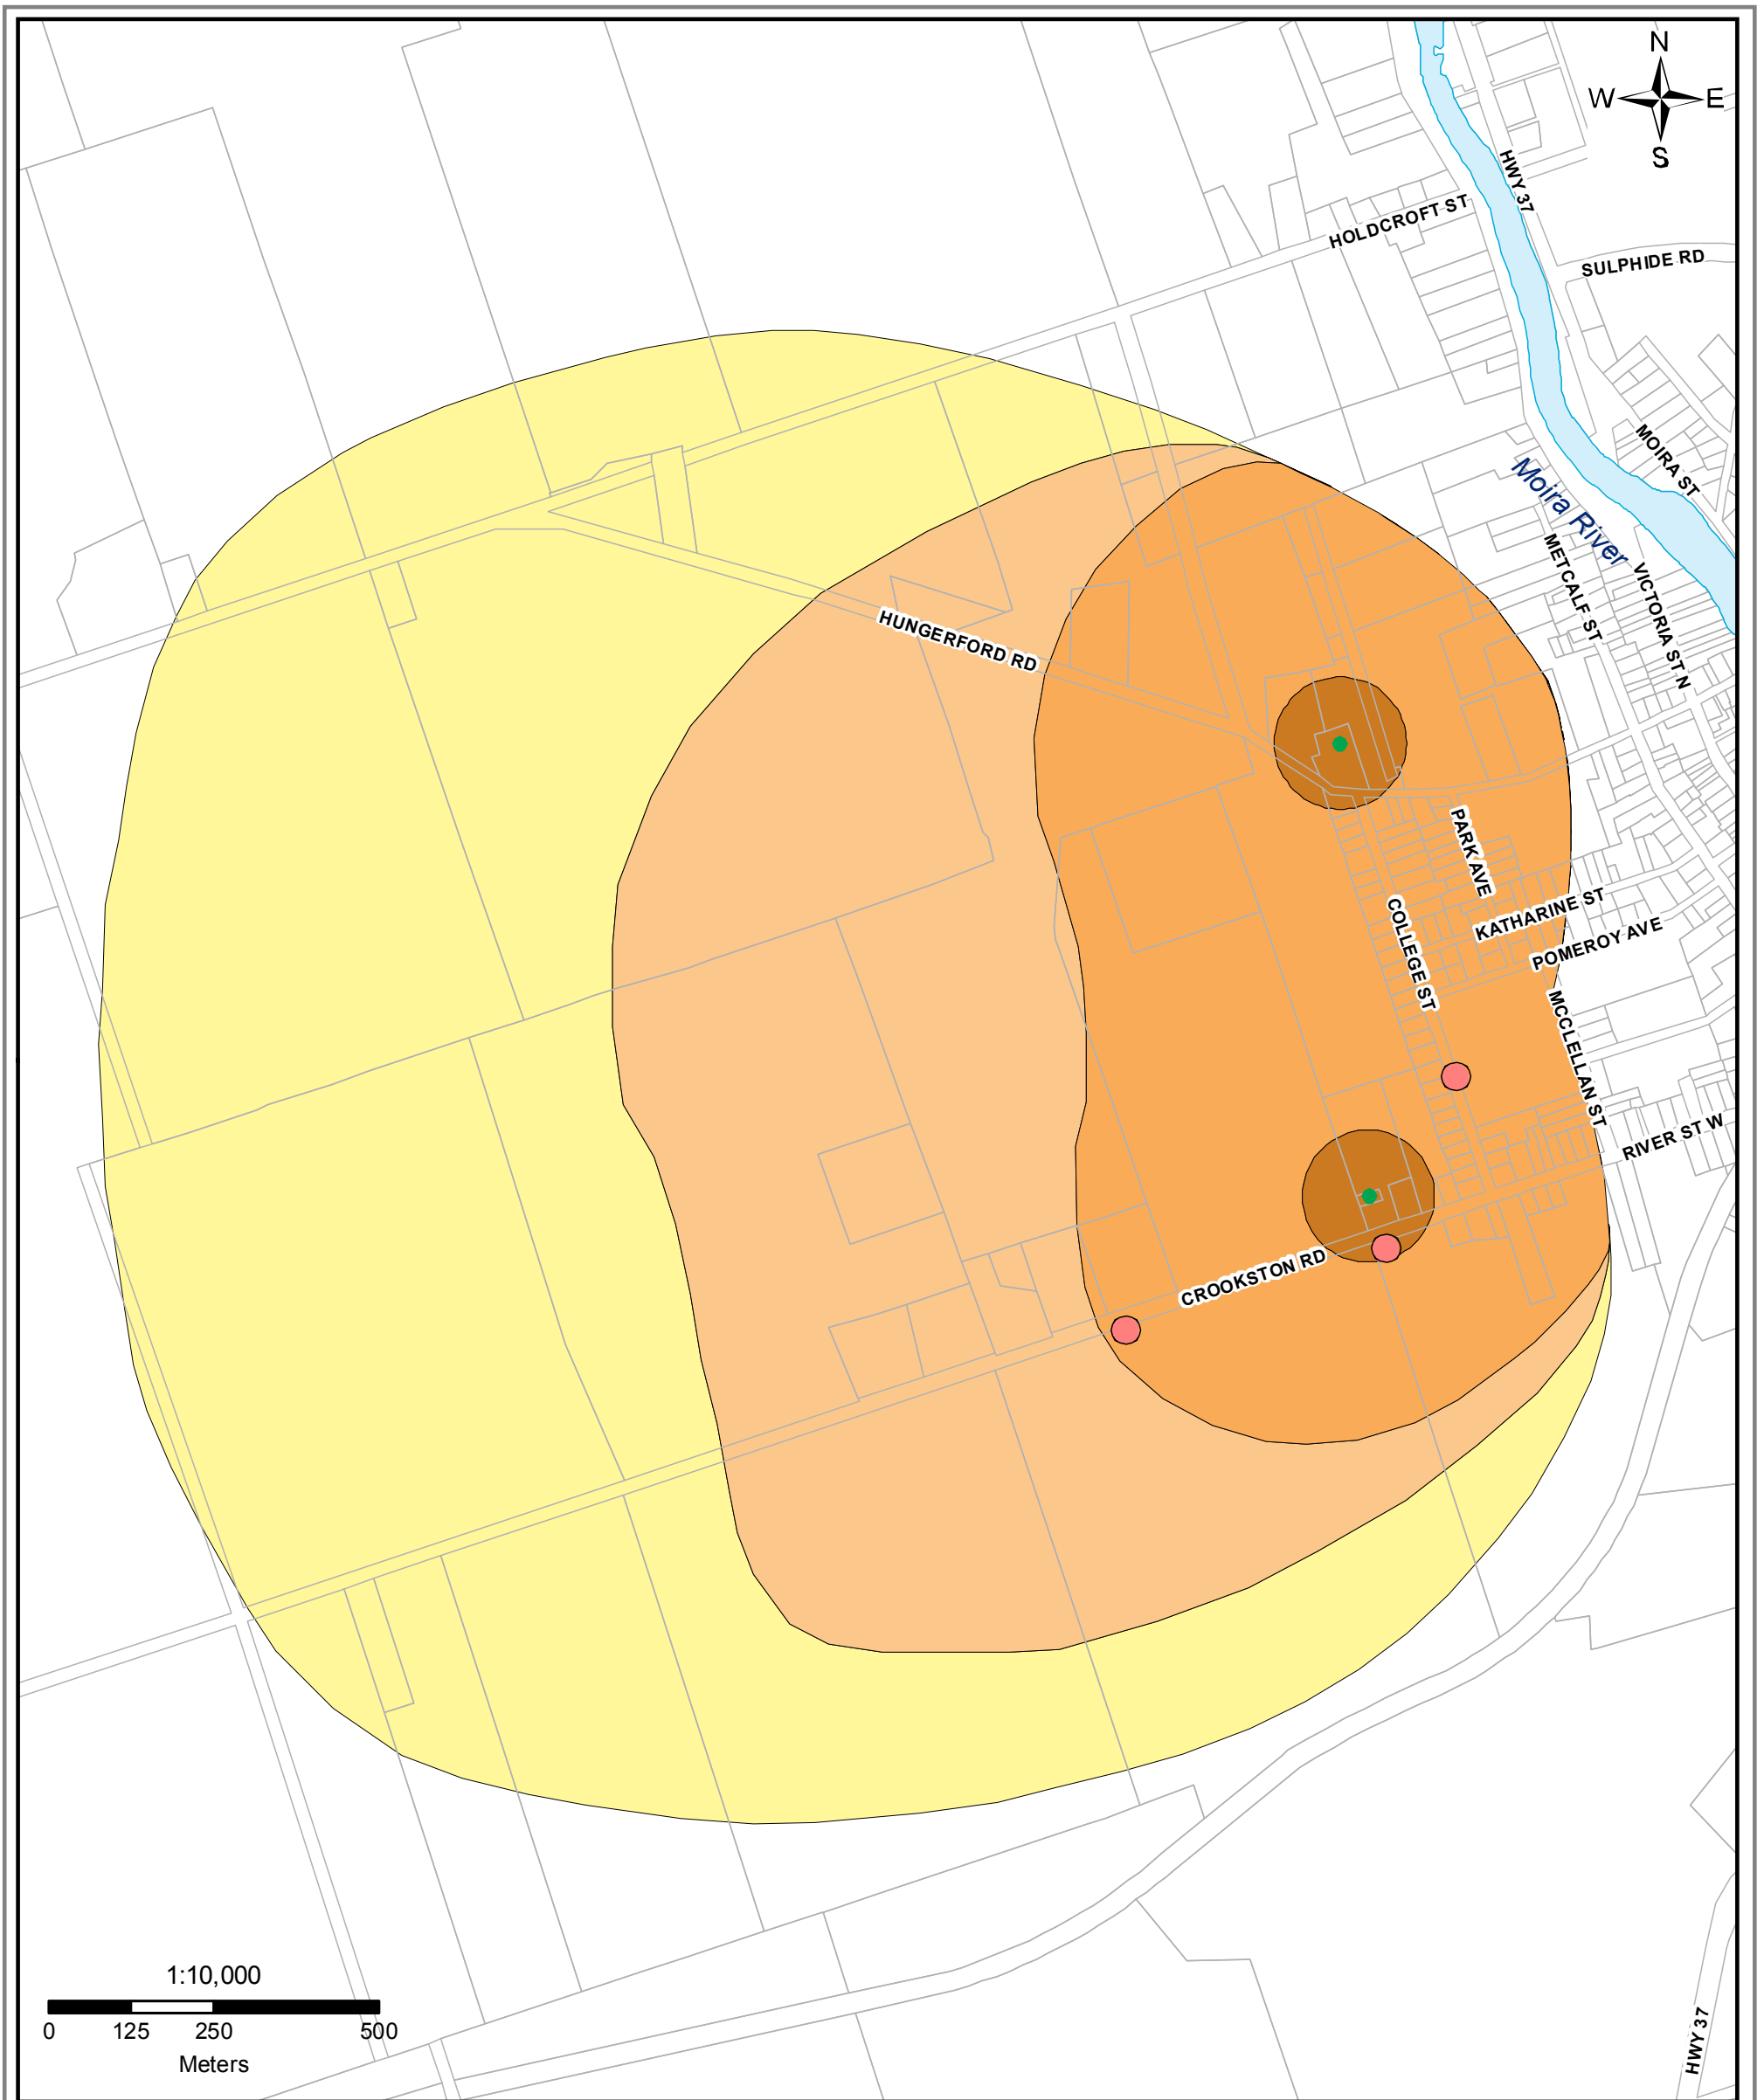 N
W E
S
HWY 37
HOLDCROFT ST
SULPHIDE RD
MOIRA ST
Moira River
METCALF ST
VICTORIA ST N
HUNGERFORD RD
PARK AVE
KATHARINE ST
COLLEGE ST
POMEROY AVE
MCCLELLAN ST
RIVER ST W
CROOKSTON RD
1:10,000
0 125 250 500
Meters
HWY 37